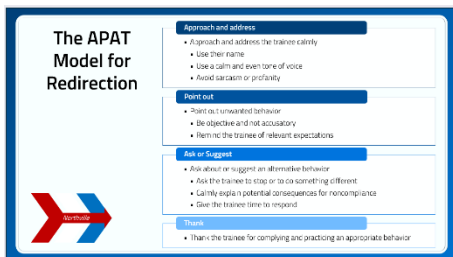 The APAT
Model for
Redirection
Approach and address
• Approach and address the trainee calmly
• Use their name
• Use a calm and even tone of voice
• Avoid sarcasm or profanity
Point out
• Point out unwanted behavior
• Be objective and not accusatory
• Remind the trainee of relevant expectations
Ask or Suggest
• Ask about or suggest an alternative behavior
• Ask the trainee to stop or to do something different
• Calmly explain potential consequences for noncompliance
• Give the trainee time to respond
Thank
• Thank the trainee for complying and practicing an appropriate behavior
Northville